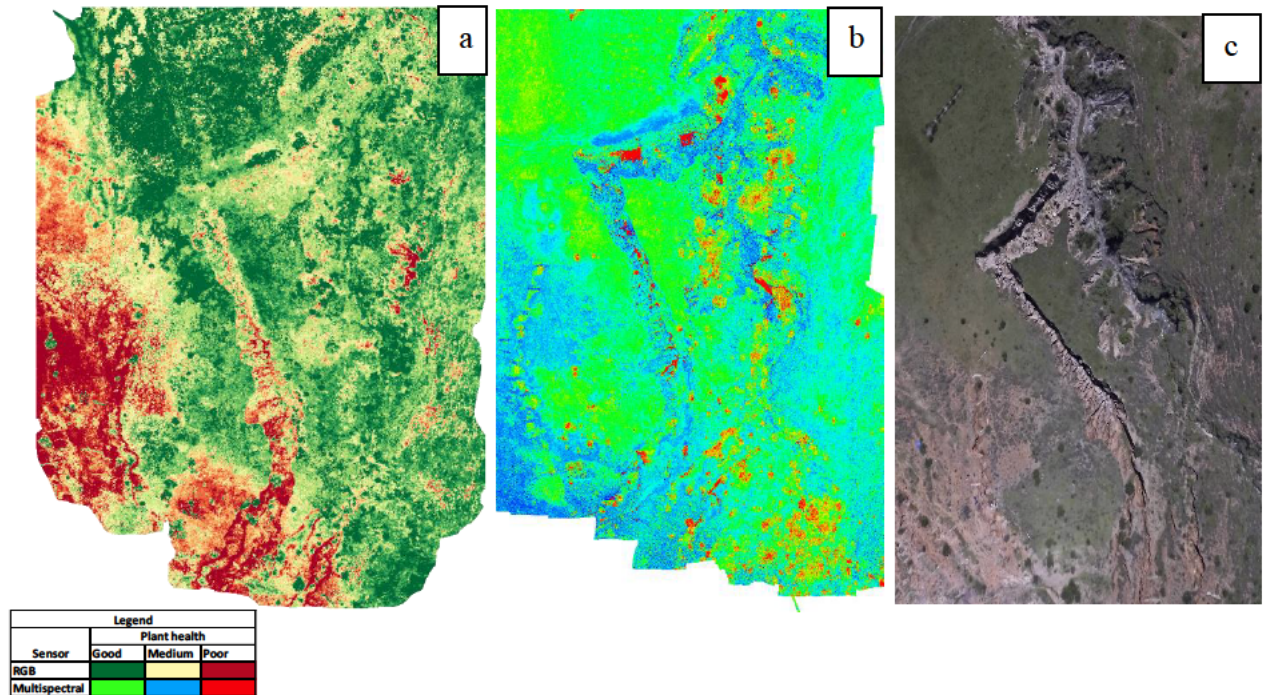 a
b
c
Legend
Plant health
Sensor Good Medium Poor
RGB
Multispectral